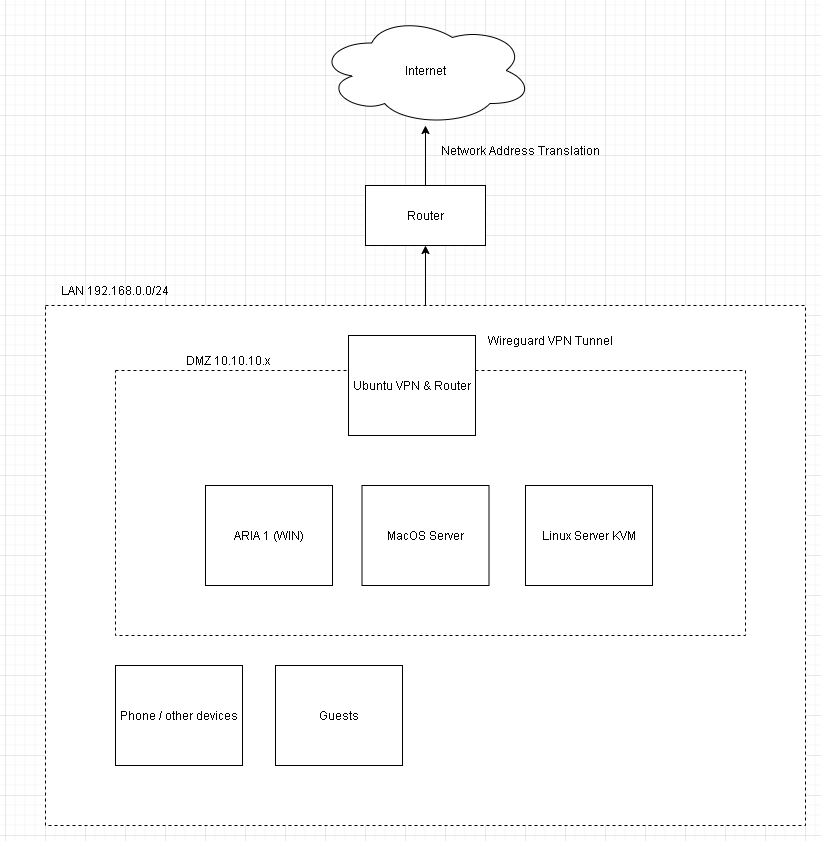 Internet
Network Address Translation
Router
LAN 192.168.0.0/24
Wireguard VPN Tunnel
DMZ 10.10.10.x
Ubuntu VPN & Router
ARIA 1 (WIN)
MacOS Server
Linux Server KVM
Phone / other devices
Guests